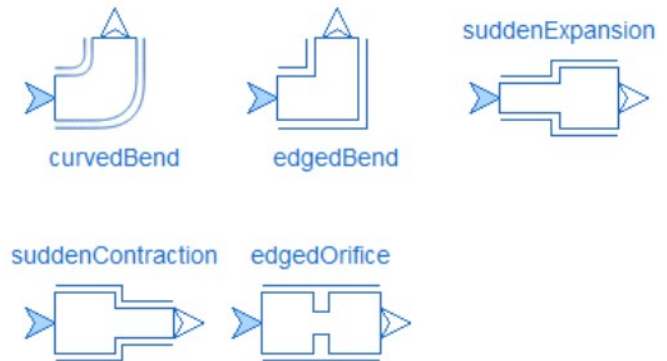 suddenExpansion
curvedBend
edgedBend
suddenContraction
edgedOrifice